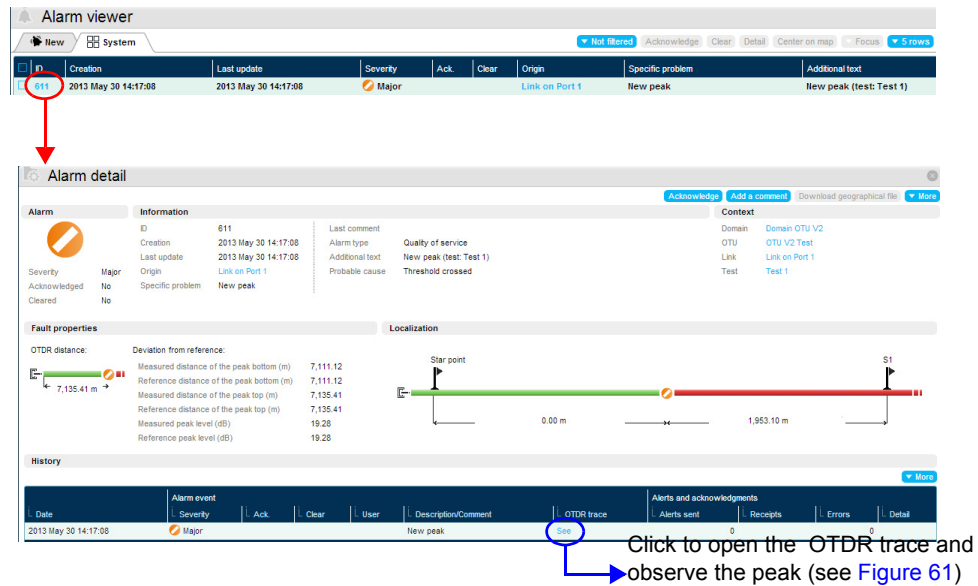 Alarm viewer
New System Not filtered Acknowledge Clear Detail Center on map Focus 5 rows
ID Creation Last update Severity Ack. Clear Origin Specific problem Additional text
611 2013 May 30 14:17:08 2013 May 30 14:17:08 Major Link on Port 1 New peak New peak (test: Test 1)
Alarm detail
Acknowledge Add a comment Download geographical file More
Alarm Information Context
ID 611 Last comment Domain Domain OTU V2
Creation 2013 May 30 14:17:08 Alarm type Quality of service OTU OTU V2 Test
Last update 2013 May 30 14:17:08 Additional text New peak (test: Test 1) Link Link on Port 1
Severity Major Origin Link on Port 1 Probable cause Threshold crossed Test Test 1
Acknowledged No Specific problem New peak
Cleared No
Fault properties Localization
OTDR distance: Deviation from reference:
Measured distance of the peak bottom (m) 7,111.12
Reference distance of the peak bottom (m) 7,111.12
Measured distance of the peak top (m) 7,135.41
Reference distance of the peak top (m) 7,135.41
Measured peak level (dB) 19.28
Reference peak level (dB) 19.28
7,135.41 m
Star point S1
0.00 m 1,953.10 m
History
More
Alarm event Alerts and acknowledgments
Date Severity Ack. Clear User Description/Comment OTDR trace Alerts sent Receipts Errors Detail
2013 May 30 14:17:08 Major New peak See 0 0
Click to open the OTDR trace and
observe the peak (see Figure 61)